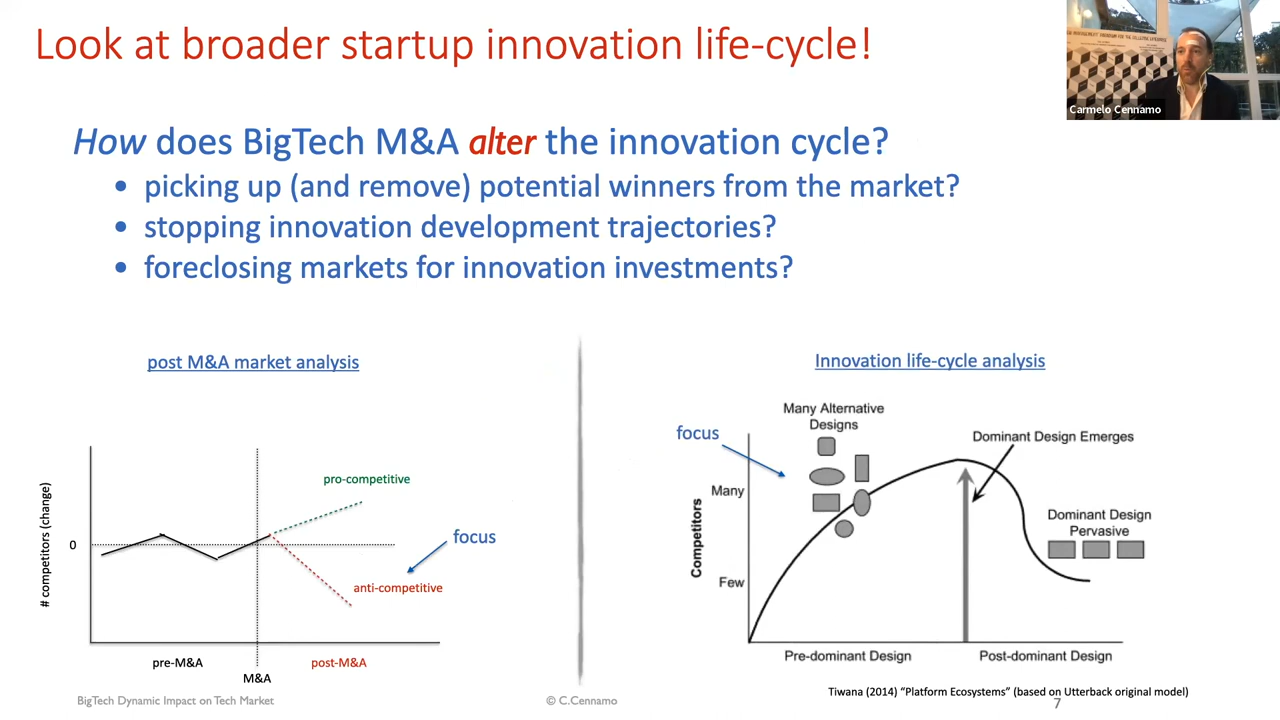 Look at broader startup innovation life-cycle!
Carmelo Cennamo
How does BigTech M&A alter the innovation cycle?
• picking up (and remove) potential winners from the market?
• stopping innovation development trajectories?
• foreclosing markets for innovation investments?
post M&A market analysis
# competitors (change)
0
pro-competitive
focus
anti-competitive
pre-M&A
post-M&A
M&A
Innovation life-cycle analysis
focus
Many Alternative
Designs
Dominant Design Emerges
Many
Competitors
Dominant Design
Pervasive
Few
Pre-dominant Design
Post-dominant Design
Tiwana (2014) “Platform Ecosystems” (based on Utterback original model)
BigTech Dynamic Impact on Tech Market
© C.Cennamo
7